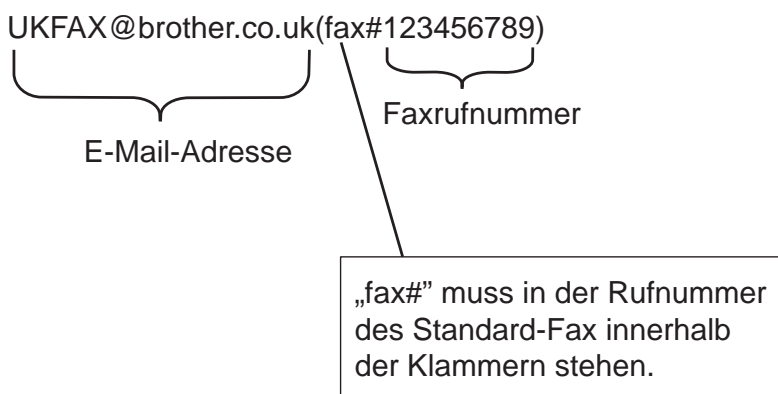 UKFAX@brother.co.uk(fax#123456789)
Faxrufnummer
E-Mail-Adresse
„fax#” muss in der Rufnummer
des Standard-Fax innerhalb
der Klammern stehen.